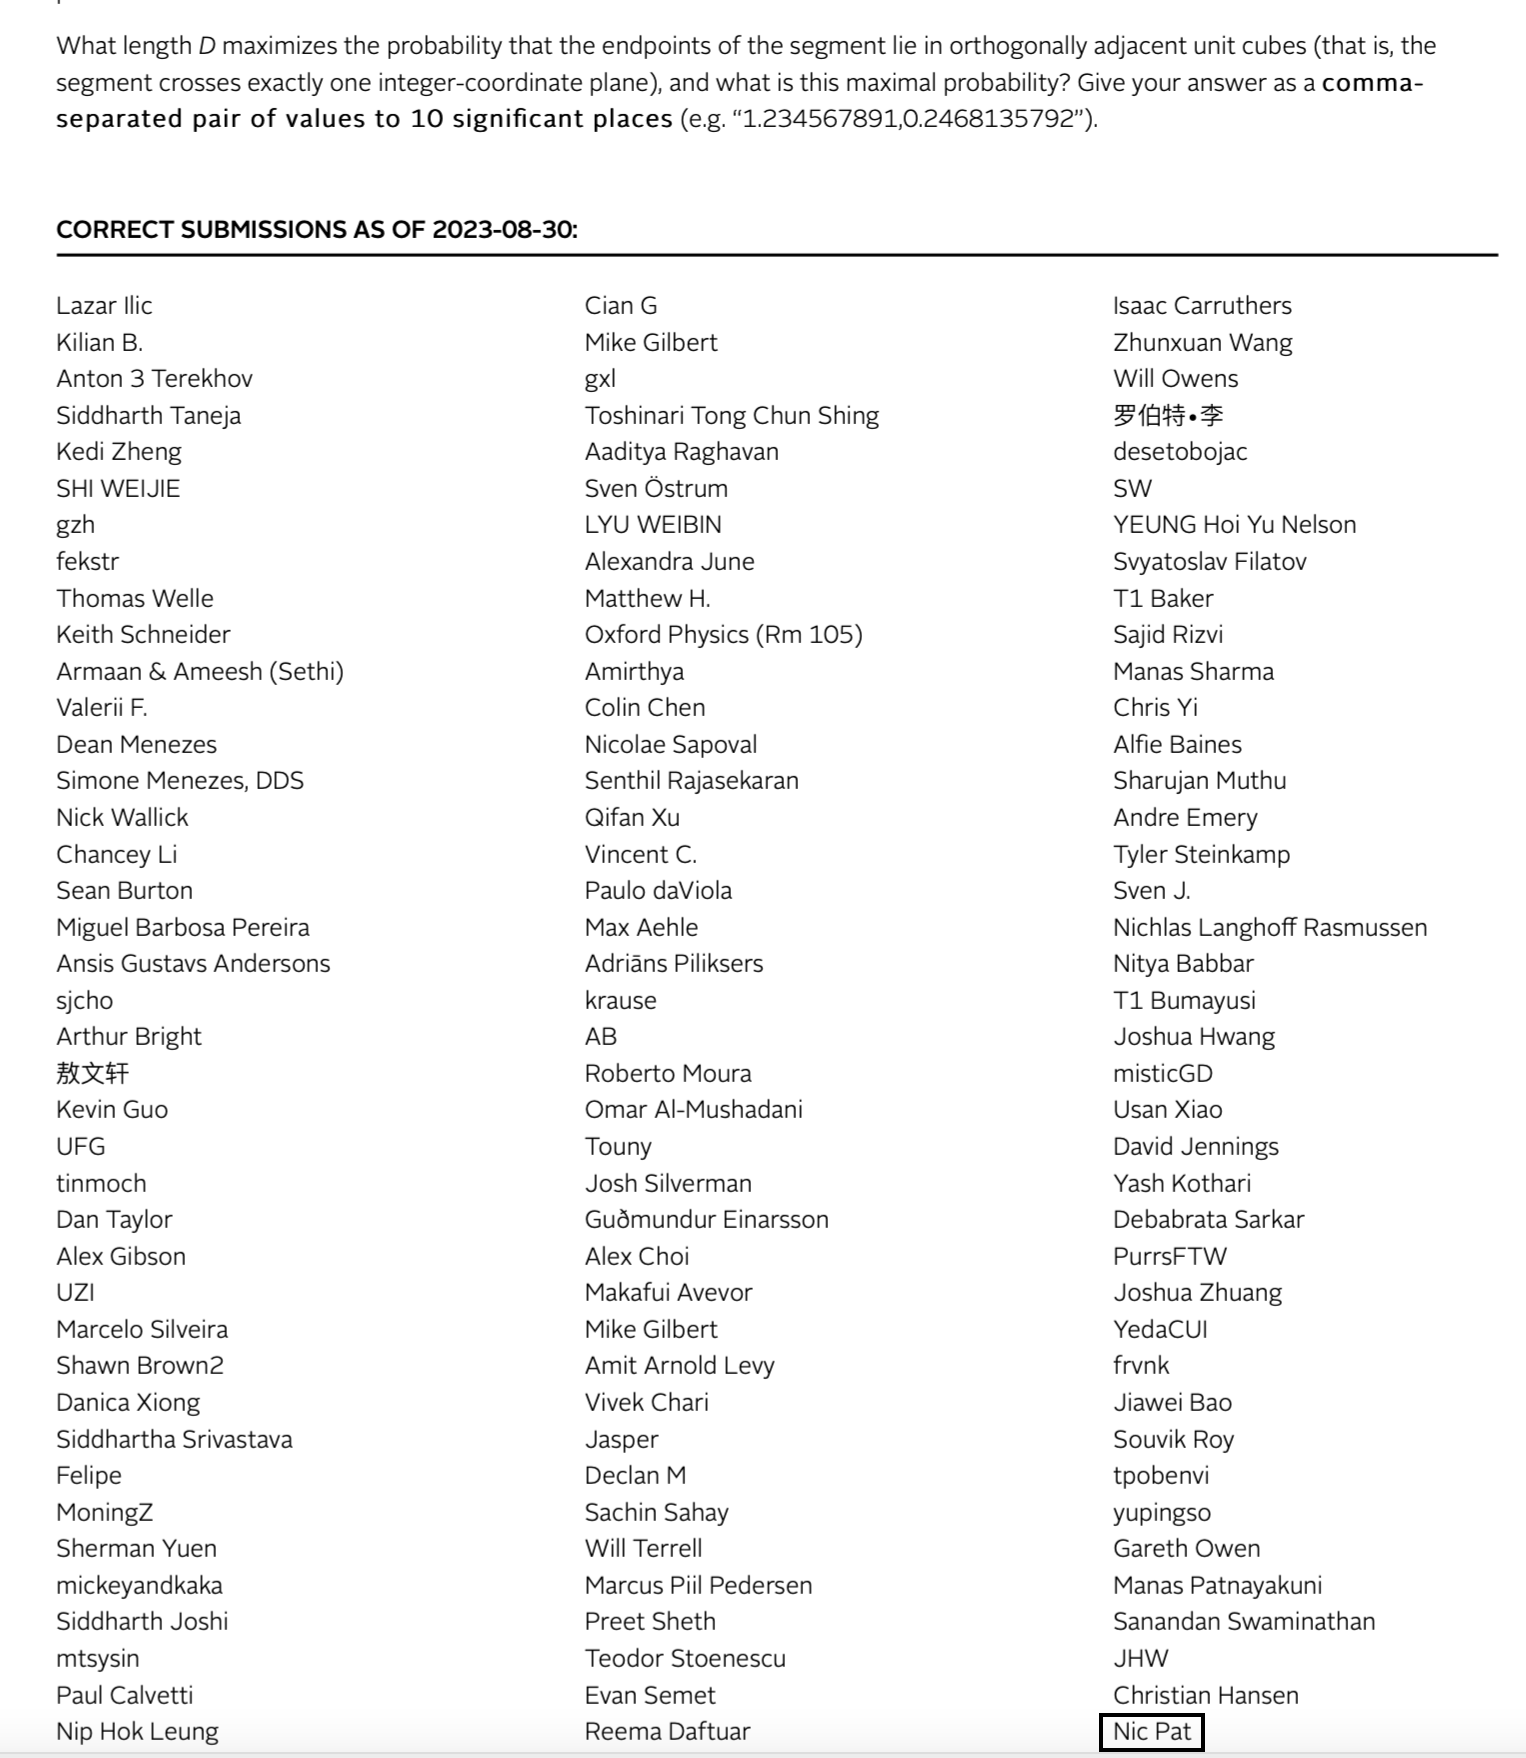 What length D maximizes the probability that the endpoints of the segment lie in orthogonally adjacent unit cubes (that is, the
segment crosses exactly one integer-coordinate plane), and what is this maximal probability? Give your answer as a comma-
separated pair of values to 10 significant places (e.g. “1.234567891,0.2468135792”).
CORRECT SUBMISSIONS AS OF 2023-08-30:
Lazar Ilic
Kilian B.
Anton 3 Terekhov
Siddharth Taneja
Kedi Zheng
SHI WEIJIE
gzh
fekstr
Thomas Welle
Keith Schneider
Armaan & Ameesh (Sethi)
Valerii F.
Dean Menezes
Simone Menezes, DDS
Nick Wallick
Chancey Li
Sean Burton
Miguel Barbosa Pereira
Ansis Gustavs Andersons
sjcho
Arthur Bright
敖文轩
Kevin Guo
UFG
tinmoch
Dan Taylor
Alex Gibson
UZI
Marcelo Silveira
Shawn Brown2
Danica Xiong
Siddhartha Srivastava
Felipe
MoningZ
Sherman Yuen
mickeyandkaka
Siddharth Joshi
mtsysin
Paul Calvetti
Nip Hok Leung
Cian G
Mike Gilbert
gxl
Toshinari Tong Chun Shing
Aaditya Raghavan
Sven Östrum
LYU WEIBIN
Alexandra June
Matthew H.
Oxford Physics (Rm 105)
Amirthya
Colin Chen
Nicolae Sapoval
Senthil Rajasekaran
Qifan Xu
Vincent C.
Paulo daViola
Max Aehle
Adriāns Piliksers
krause
AB
Roberto Moura
Omar Al-Mushadani
Touny
Josh Silverman
Guðmundur Einarsson
Alex Choi
Makafui Avevor
Mike Gilbert
Amit Arnold Levy
Vivek Chari
Jasper
Declan M
Sachin Sahay
Will Terrell
Marcus Piil Pedersen
Preet Sheth
Teodor Stoenescu
Evan Semet
Reema Daftuar
Isaac Carruthers
Zhunxuan Wang
Will Owens
罗伯特•李
desetobojac
SW
YEUNG Hoi Yu Nelson
Svyatoslav Filatov
T1 Baker
Sajid Rizvi
Manas Sharma
Chris Yi
Alfie Baines
Sharujan Muthu
Andre Emery
Tyler Steinkamp
Sven J.
Nichlas Langhoff Rasmussen
Nitya Babbar
T1 Bumayusi
Joshua Hwang
misticGD
Usan Xiao
David Jennings
Yash Kothari
Debabrata Sarkar
PurrsFTW
Joshua Zhuang
YedaCUI
frvnk
Jiawei Bao
Souvik Roy
tpobenvi
yupingso
Gareth Owen
Manas Patnayakuni
Sanandan Swaminathan
JHW
Christian Hansen
Nic Pat